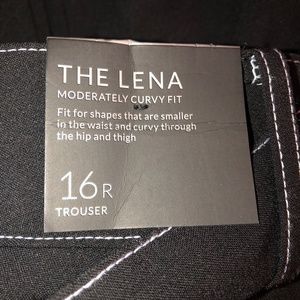 THE LENA
MODERATELY CURVY FIT
Fit for shapes that are smaller
in the waist and curvy through
the hip and thigh
16R
TROUSER